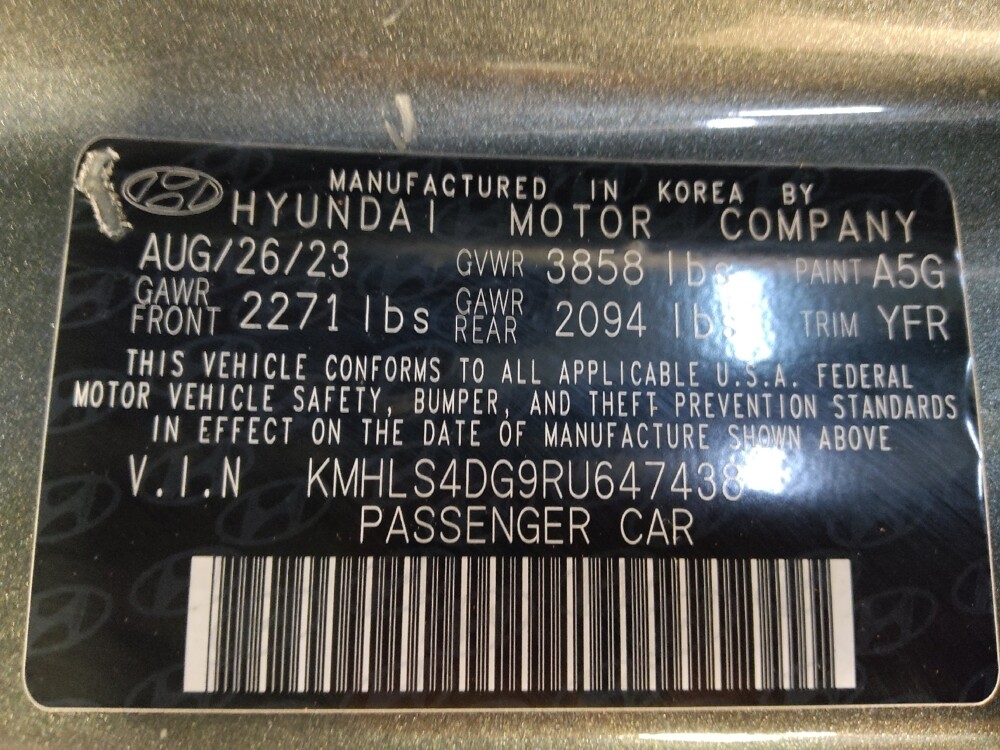 MANUFACTURED IN KOREA BY
HYUNDAI MOTOR COMPANY
AUG/26/23 GVWR 3858 lbs PAINT A5G
GAWR FRONT 2271 lbs GAWR REAR 2094 lbs TRIM YFR
THIS VEHICLE CONFORMS TO ALL APPLICABLE U.S.A. FEDERAL
MOTOR VEHICLE SAFETY, BUMPER, AND THEFT PREVENTION STANDARDS
IN EFFECT ON THE DATE OF MANUFACTURE SHOWN ABOVE
V.I.N KMHLS4DG9RU647438
PASSENGER CAR